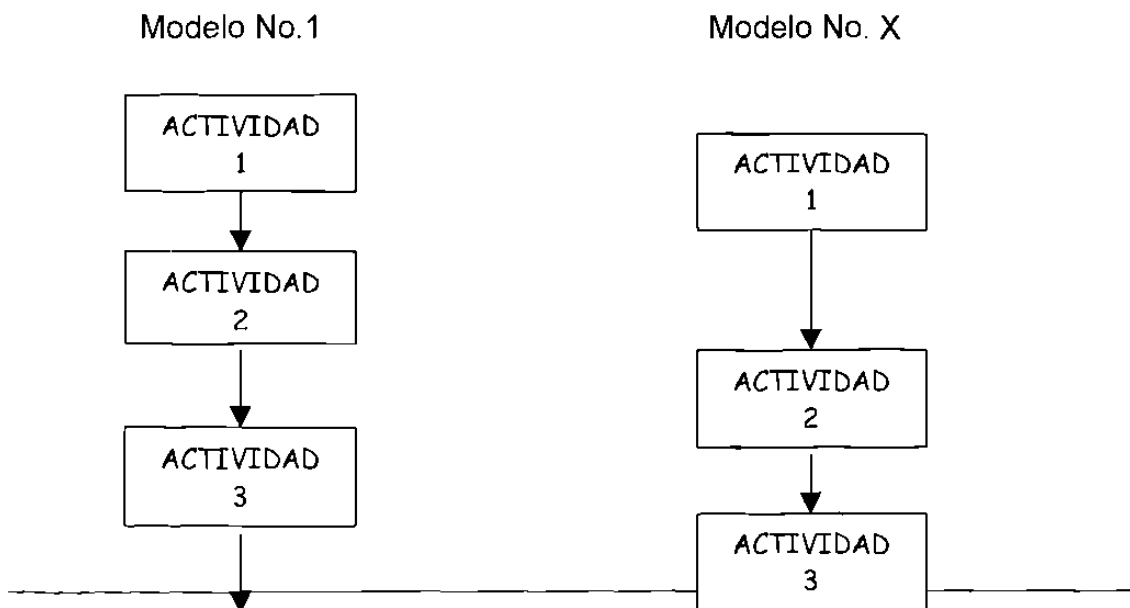 Modelo No.1
ACTIVIDAD
1
ACTIVIDAD
2
ACTIVIDAD
3
Modelo No. X
ACTIVIDAD
1
ACTIVIDAD
2
ACTIVIDAD
3